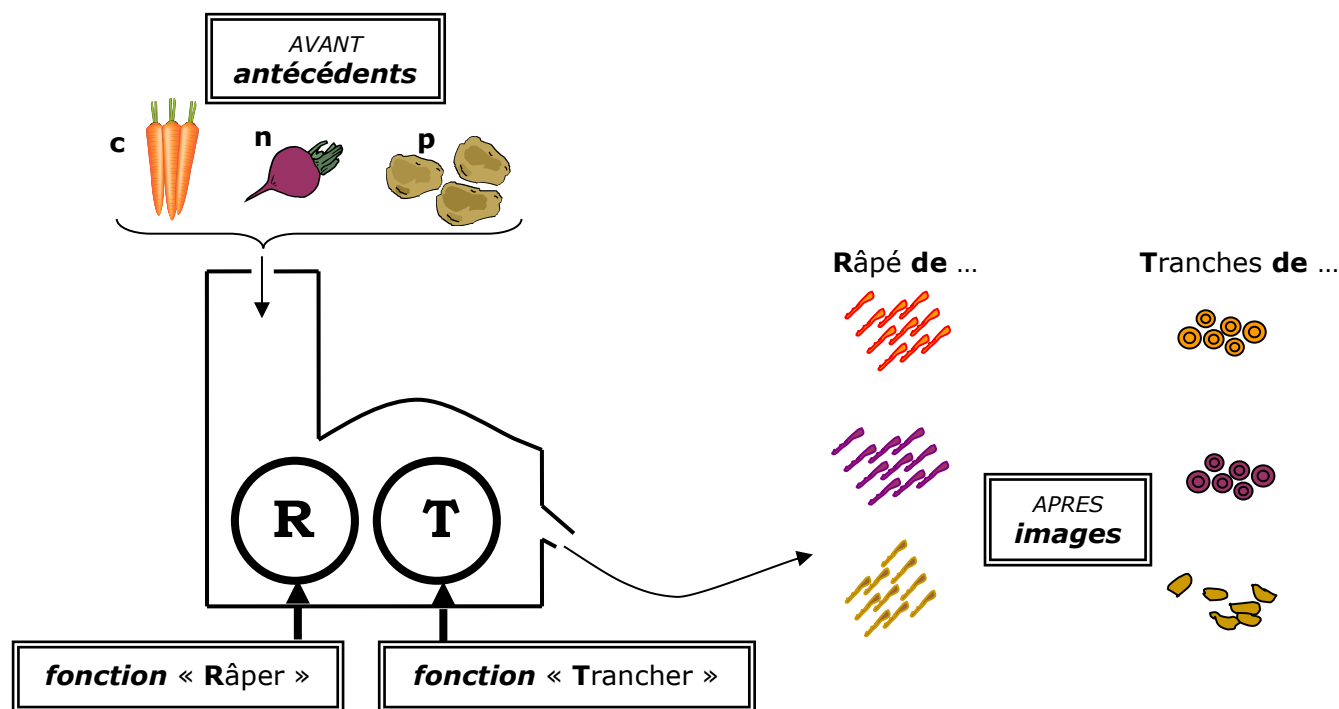 AVANT
antécédents
c
n
p
Râpé de ...
Tranches de ...
R
T
APRES
images
fonction « Râper »
fonction « Trancher »